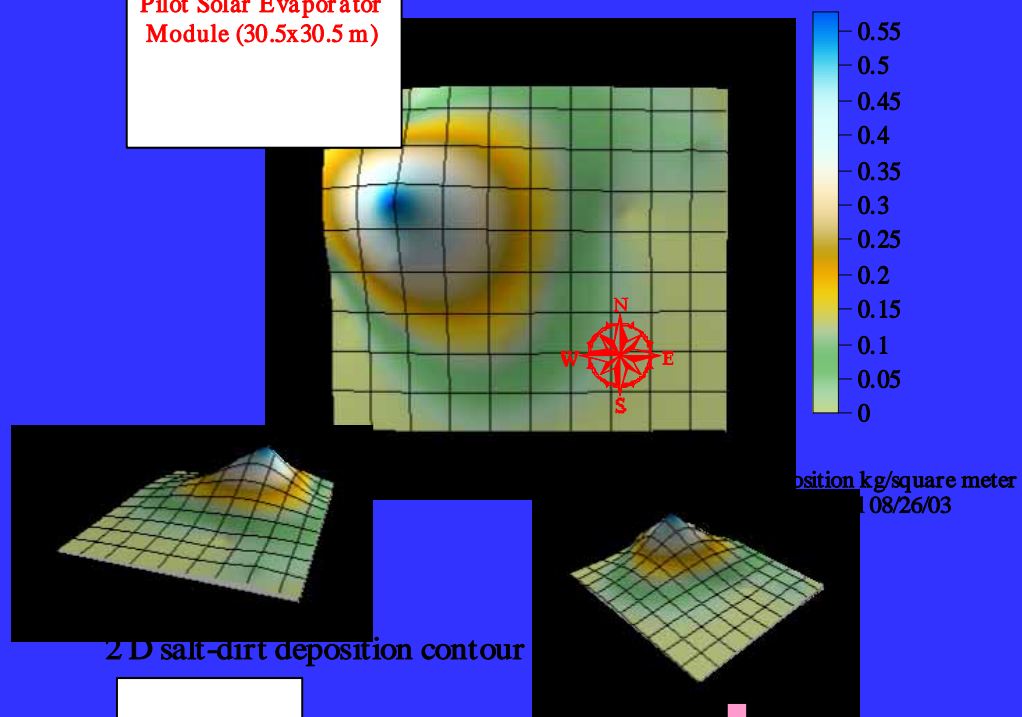 Pilot Solar Evaporator
Module (30.5x30.5 m)
0.55
0.5
0.45
0.4
0.35
0.3
0.25
0.2
0.15
0.1
0.05
0
N
W E
S
kg/square meter
08/26/03
2 D salt-dirt deposition contour